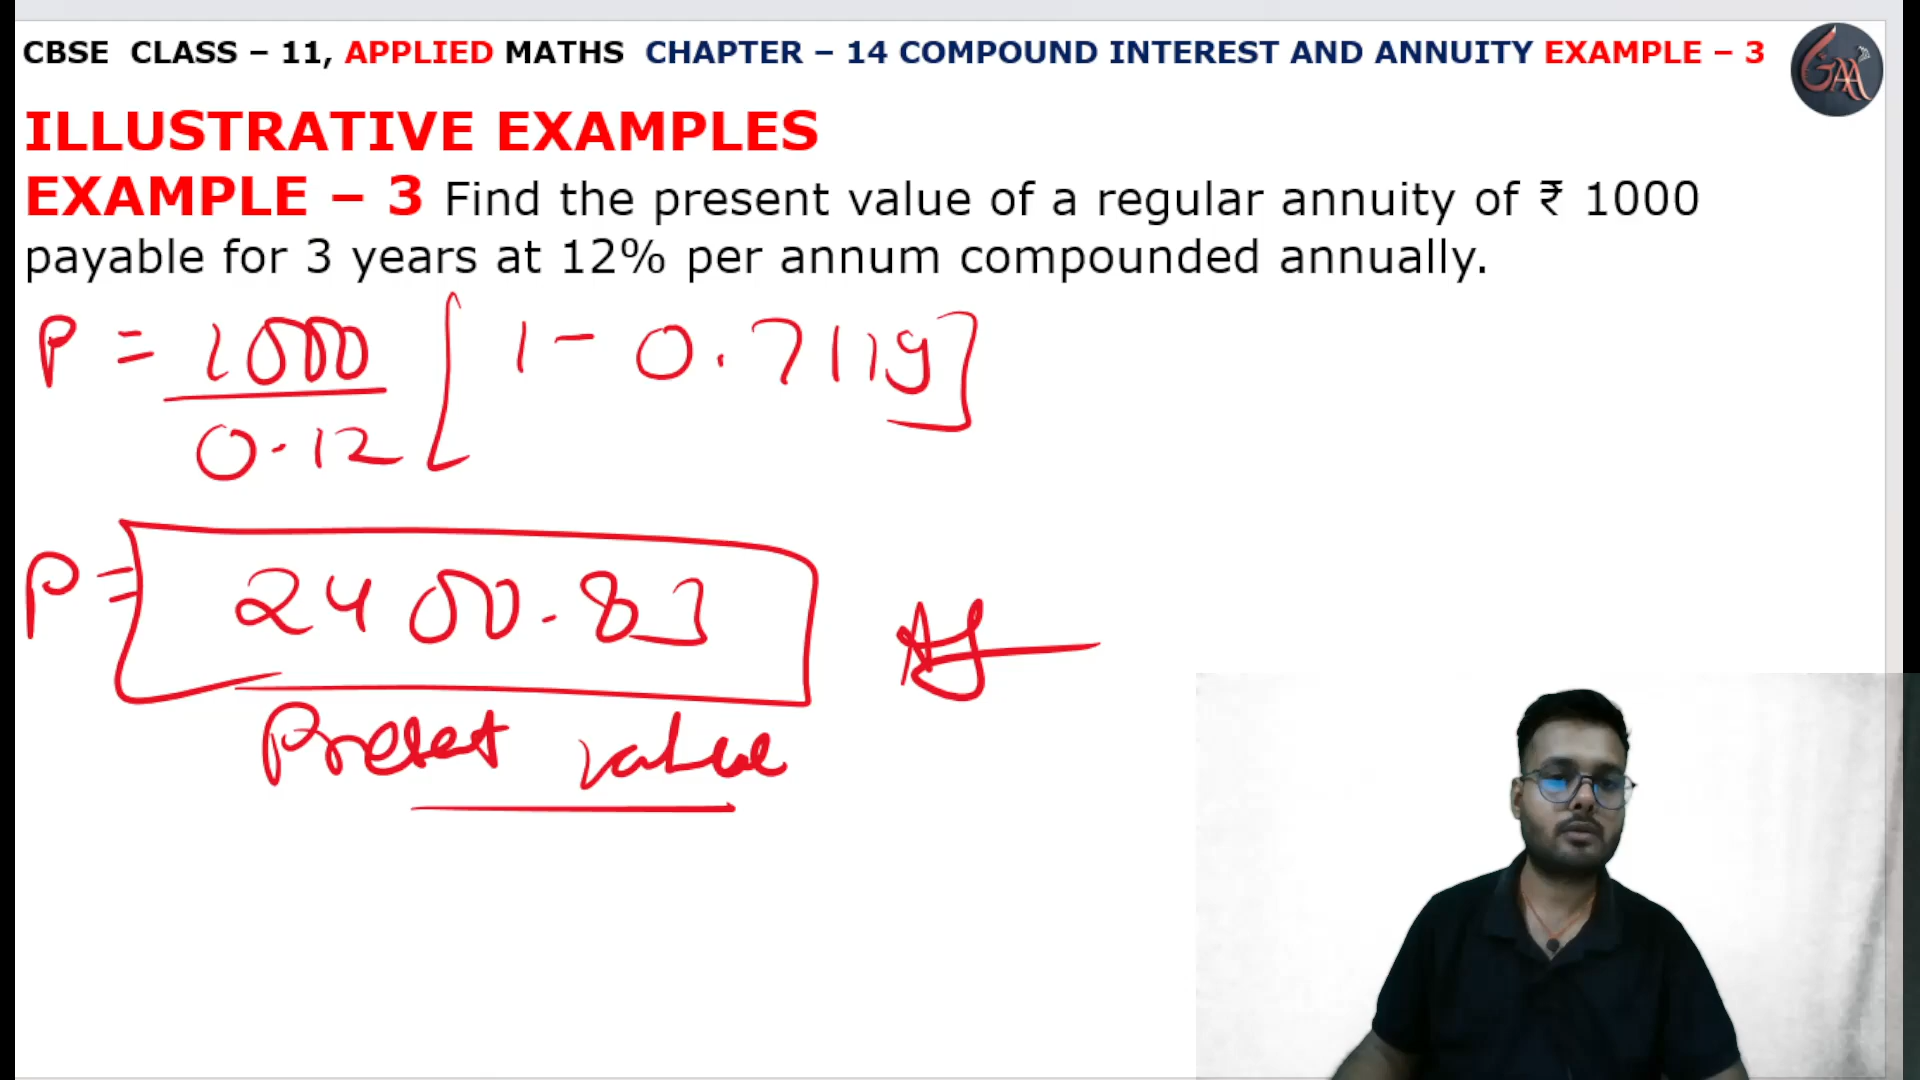 CBSE CLASS – 11, APPLIED MATHS CHAPTER – 14 COMPOUND INTEREST AND ANNUITY EXAMPLE – 3
GAA
ILLUSTRATIVE EXAMPLES
EXAMPLE – 3 Find the present value of a regular annuity of ₹ 1000
payable for 3 years at 12% per annum compounded annually.
P = 1000/0.12 [1 - 0.7119]
P = 2400.83
Preset value